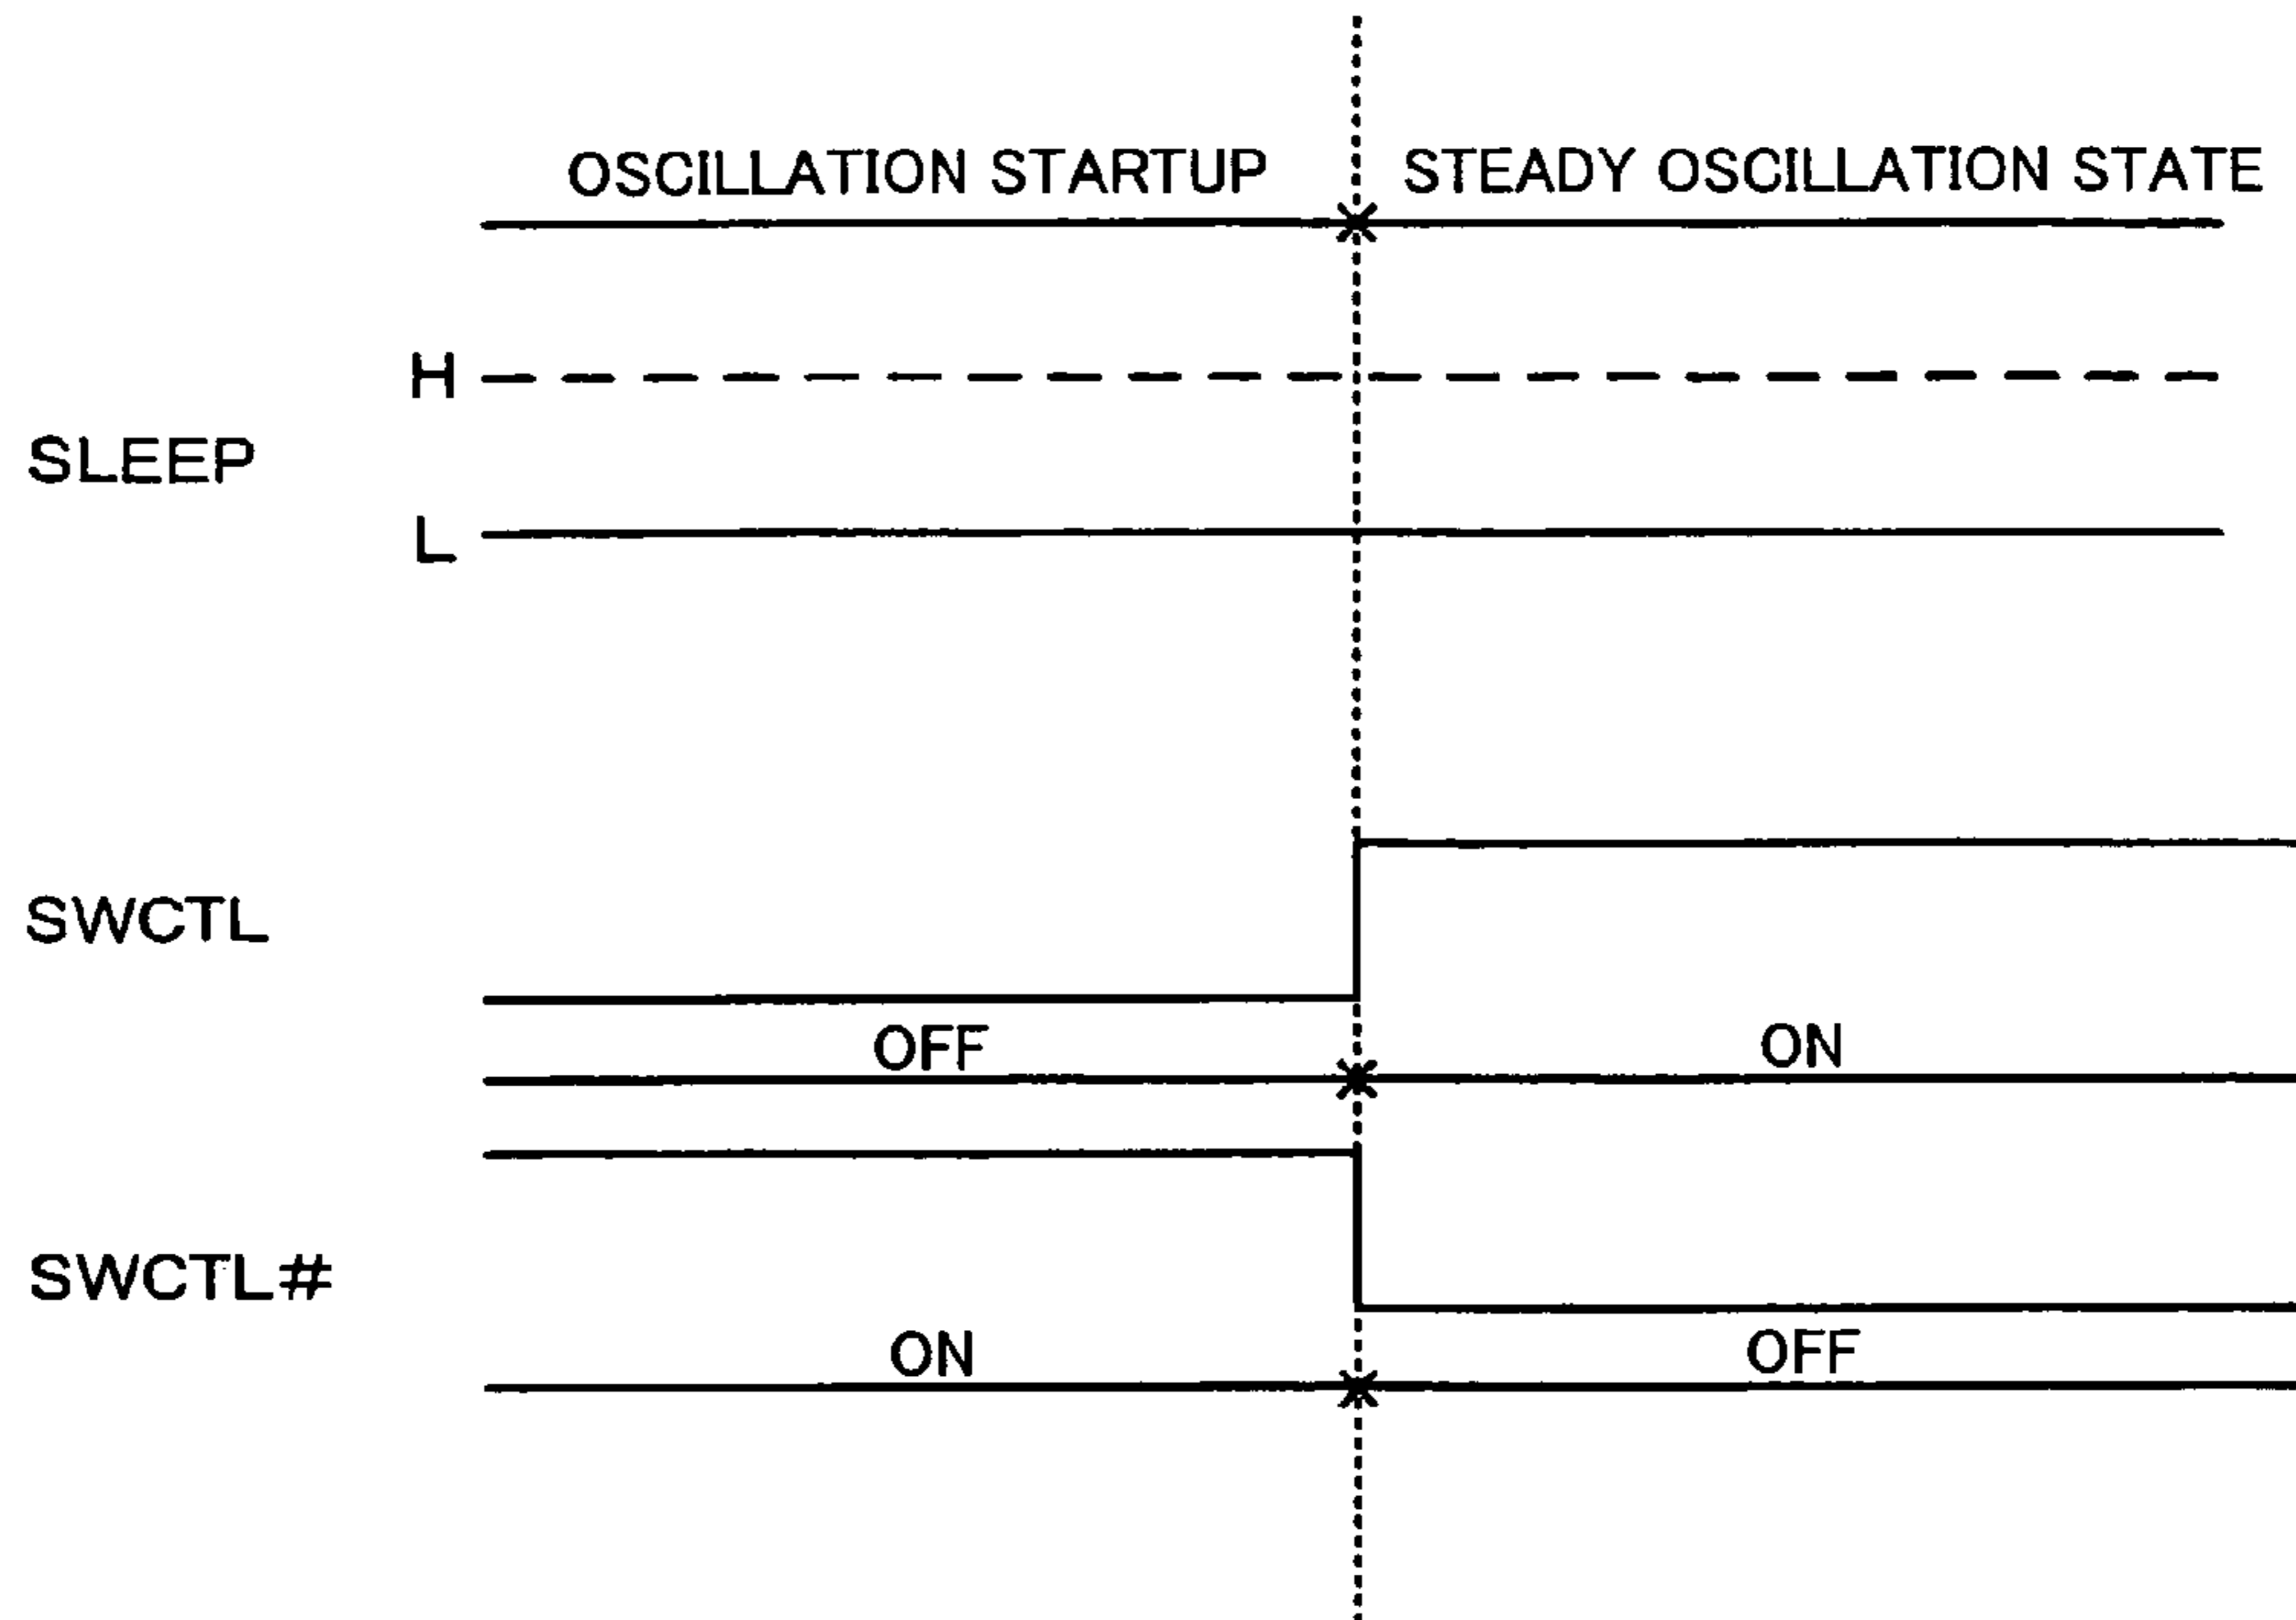 OSCILLATION STARTUP STEADY OSCILLATION STATE
H
SLEEP
L
SWCTL
OFF ON
SWCTL#
ON OFF